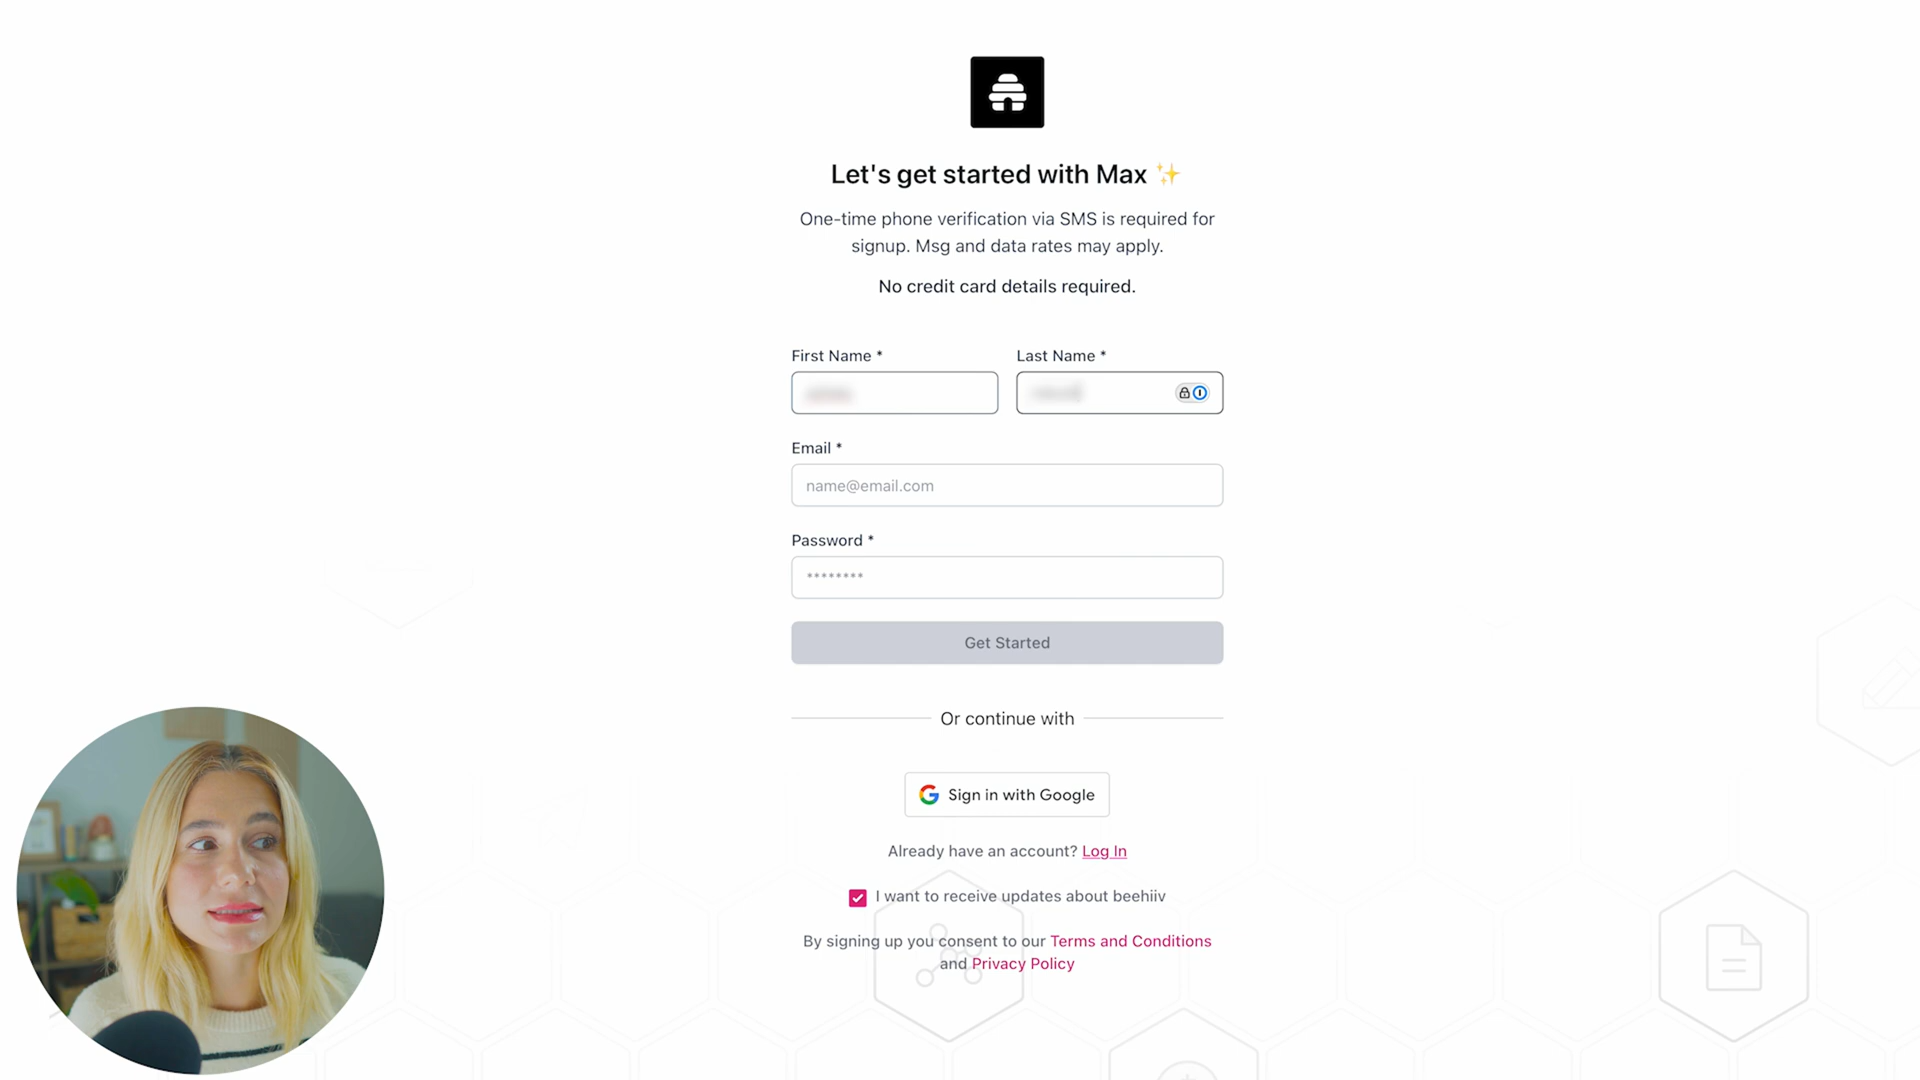 Let's get started with Max ✨
One-time phone verification via SMS is required for
signup. Msg and data rates may apply.
No credit card details required.
First Name *
Last Name *
Email *
name@email.com
Password *
********
Get Started
Or continue with
Sign in with Google
Already have an account? Log In
I want to receive updates about beehiiv
By signing up you consent to our Terms and Conditions
and Privacy Policy